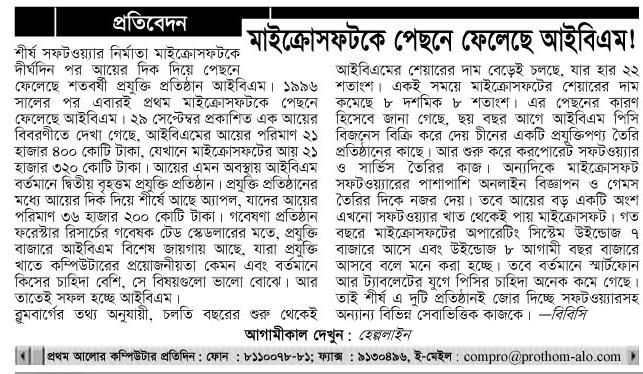 প্রতিবেদন
মাইক্রোসফটকে পেছনে ফেলেছে আইবিএম!
শীর্ষ সফটওয়্যার নির্মাতা মাইক্রোসফটকে
দীর্ঘদিন পর আয়ের দিক দিয়ে পেছনে
ফেলেছে শতবর্ষী প্রযুক্তি প্রতিষ্ঠান আইবিএম। ১৯৯৬
সালের পর এবারই প্রথম মাইক্রোসফটকে পেছনে
ফেলেছে আইবিএম। ২৯ সেপ্টেম্বর প্রকাশিত এক আয়ের
বিবরণীতে দেখা গেছে, আইবিএমের আয়ের পরিমাণ ২১
হাজার ৪০০ কোটি টাকা, যেখানে মাইক্রোসফটের আয় ২১
হাজার ৩২০ কোটি টাকা। আয়ের এমন অবস্থায় আইবিএম
বর্তমানে দ্বিতীয় বৃহত্তম প্রযুক্তি প্রতিষ্ঠান। প্রযুক্তি প্রতিষ্ঠানের
মধ্যে আয়ের দিক দিয়ে শীর্ষে আছে অ্যাপল, যাদের আয়ের
পরিমাণ ৩৬ হাজার ২০০ কোটি টাকা। গবেষণা প্রতিষ্ঠান
ফরেস্টার রিসার্চের গবেষক টেড স্কেডলারের মতে, প্রযুক্তি
বাজারে আইবিএম বিশেষ জায়গায় আছে, যারা প্রযুক্তি
খাতে কম্পিউটারের প্রয়োজনীয়তা কেমন এবং বর্তমানে
কিসের চাহিদা বেশি, সে বিষয়গুলো ভালো বোঝে। আর
তাতেই সফল হচ্ছে আইবিএম।
ব্লুমবার্গের তথ্য অনুযায়ী, চলতি বছরের শুরু থেকেই
আইবিএমের শেয়ারের দাম বেড়েই চলছে, যার হার ২২
শতাংশ। একই সময়ে মাইক্রোসফটের শেয়ারের দাম
কমেছে ৮ দশমিক ৮ শতাংশ। এর পেছনের কারণ
হিসেবে জানা গেছে, ছয় বছর আগে আইবিএম পিসি
বিজনেস বিক্রি করে দেয় চীনের একটি প্রযুক্তিপণ্য তৈরি
প্রতিষ্ঠানের কাছে। আর শুরু করে করপোরেট সফটওয়্যার
ও সার্ভিস তৈরির কাজ। অন্যদিকে মাইক্রোসফট
সফটওয়্যারের পাশাপাশি অনলাইন বিজ্ঞাপন ও গেমস
তৈরির দিকে নজর দেয়। তবে আয়ের বড় একটি অংশ
এখনো সফটওয়্যার খাত থেকেই পায় মাইক্রোসফট। গত
বছরে মাইক্রোসফটের অপারেটিং সিস্টেম উইন্ডোজ ৭
বাজারে আসে এবং উইন্ডোজ ৮ আগামী বছর বাজারে
আসবে বলে মনে করা হচ্ছে। তবে বর্তমানে স্মার্টফোন
আর ট্যাবলেটের যুগে পিসির চাহিদা অনেক কমে গেছে।
তাই শীর্ষ এ দুটি প্রতিষ্ঠানই জোর দিচ্ছে সফটওয়্যারসহ
অন্যান্য বিভিন্ন সেবাভিত্তিক কাজকে। —বিবিসি
আগামীকাল দেখুন : হেল্পলাইন
প্রথম আলোর কম্পিউটার প্রতিদিন : ফোন : ৮১১০০৭৮-৮১; ফ্যাক্স : ৯১৩০৪৯৬, ই-মেইল : compro@prothom-alo.com